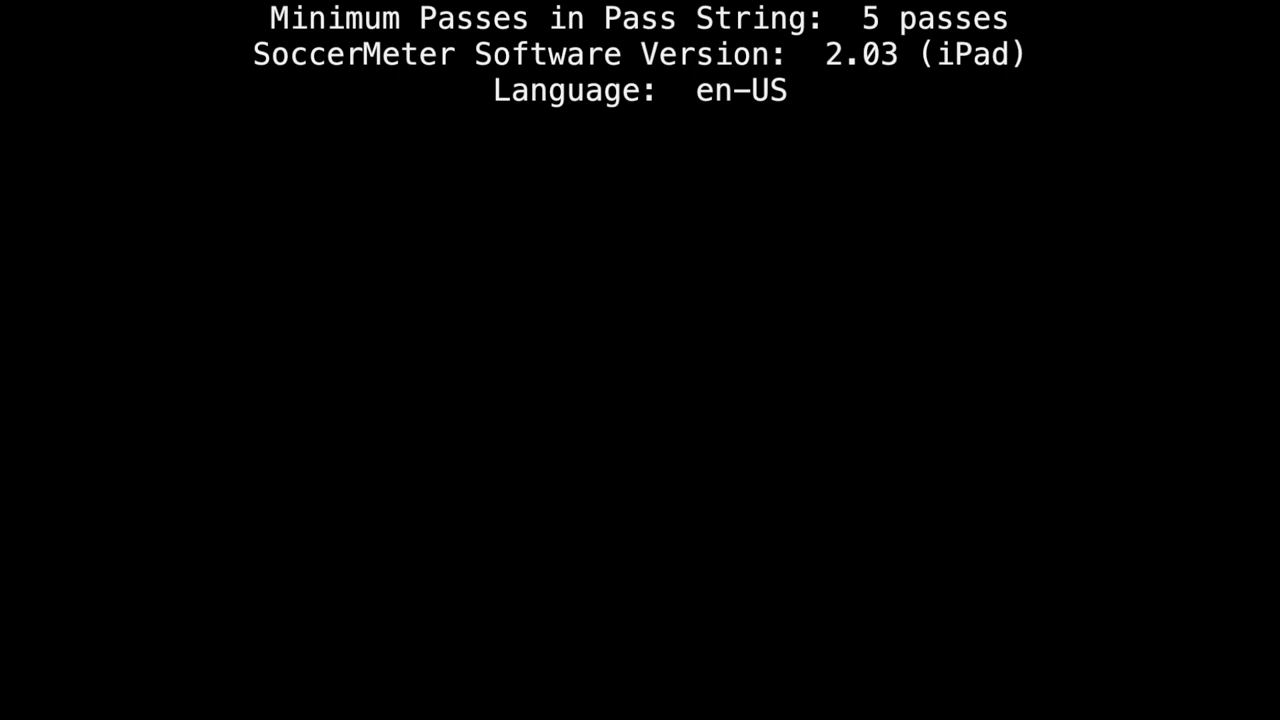 Minimum Passes in Pass String:  5 passes
SoccerMeter Software Version:  2.03 (iPad)
Language:  en-US